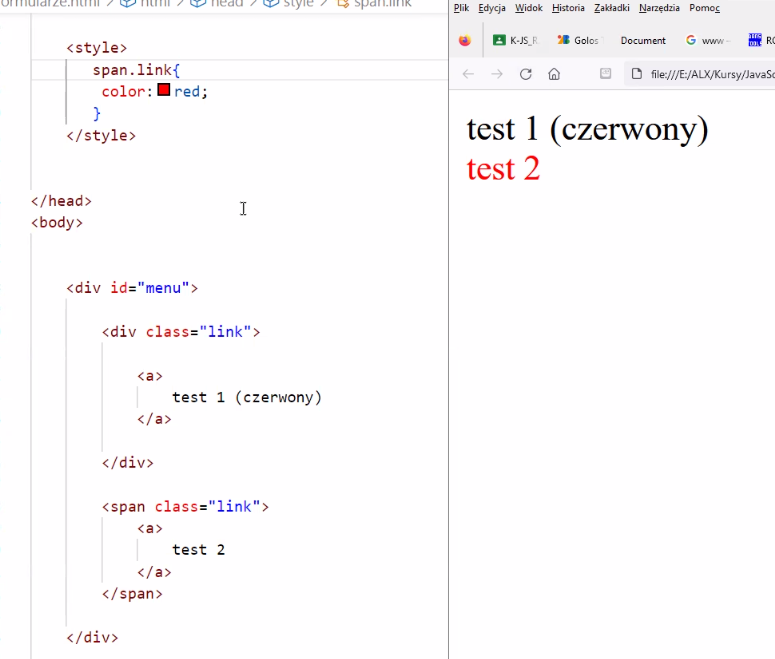 ormularze.html
html
head
style
span.link
<style>
span.link{
color: red;
}
</style>
</head>
<body>
<div id="menu">
<div class="link">
<a>
test 1 (czerwony)
</a>
</div>
<span class="link">
<a>
test 2
</a>
</span>
</div>
Plik Edycja Widok Historia Zakładki Narzędzia Pomoc
K-JS_R Golos Document www
file:///E:/ALX/Kursy/JavaSc
test 1 (czerwony)
test 2